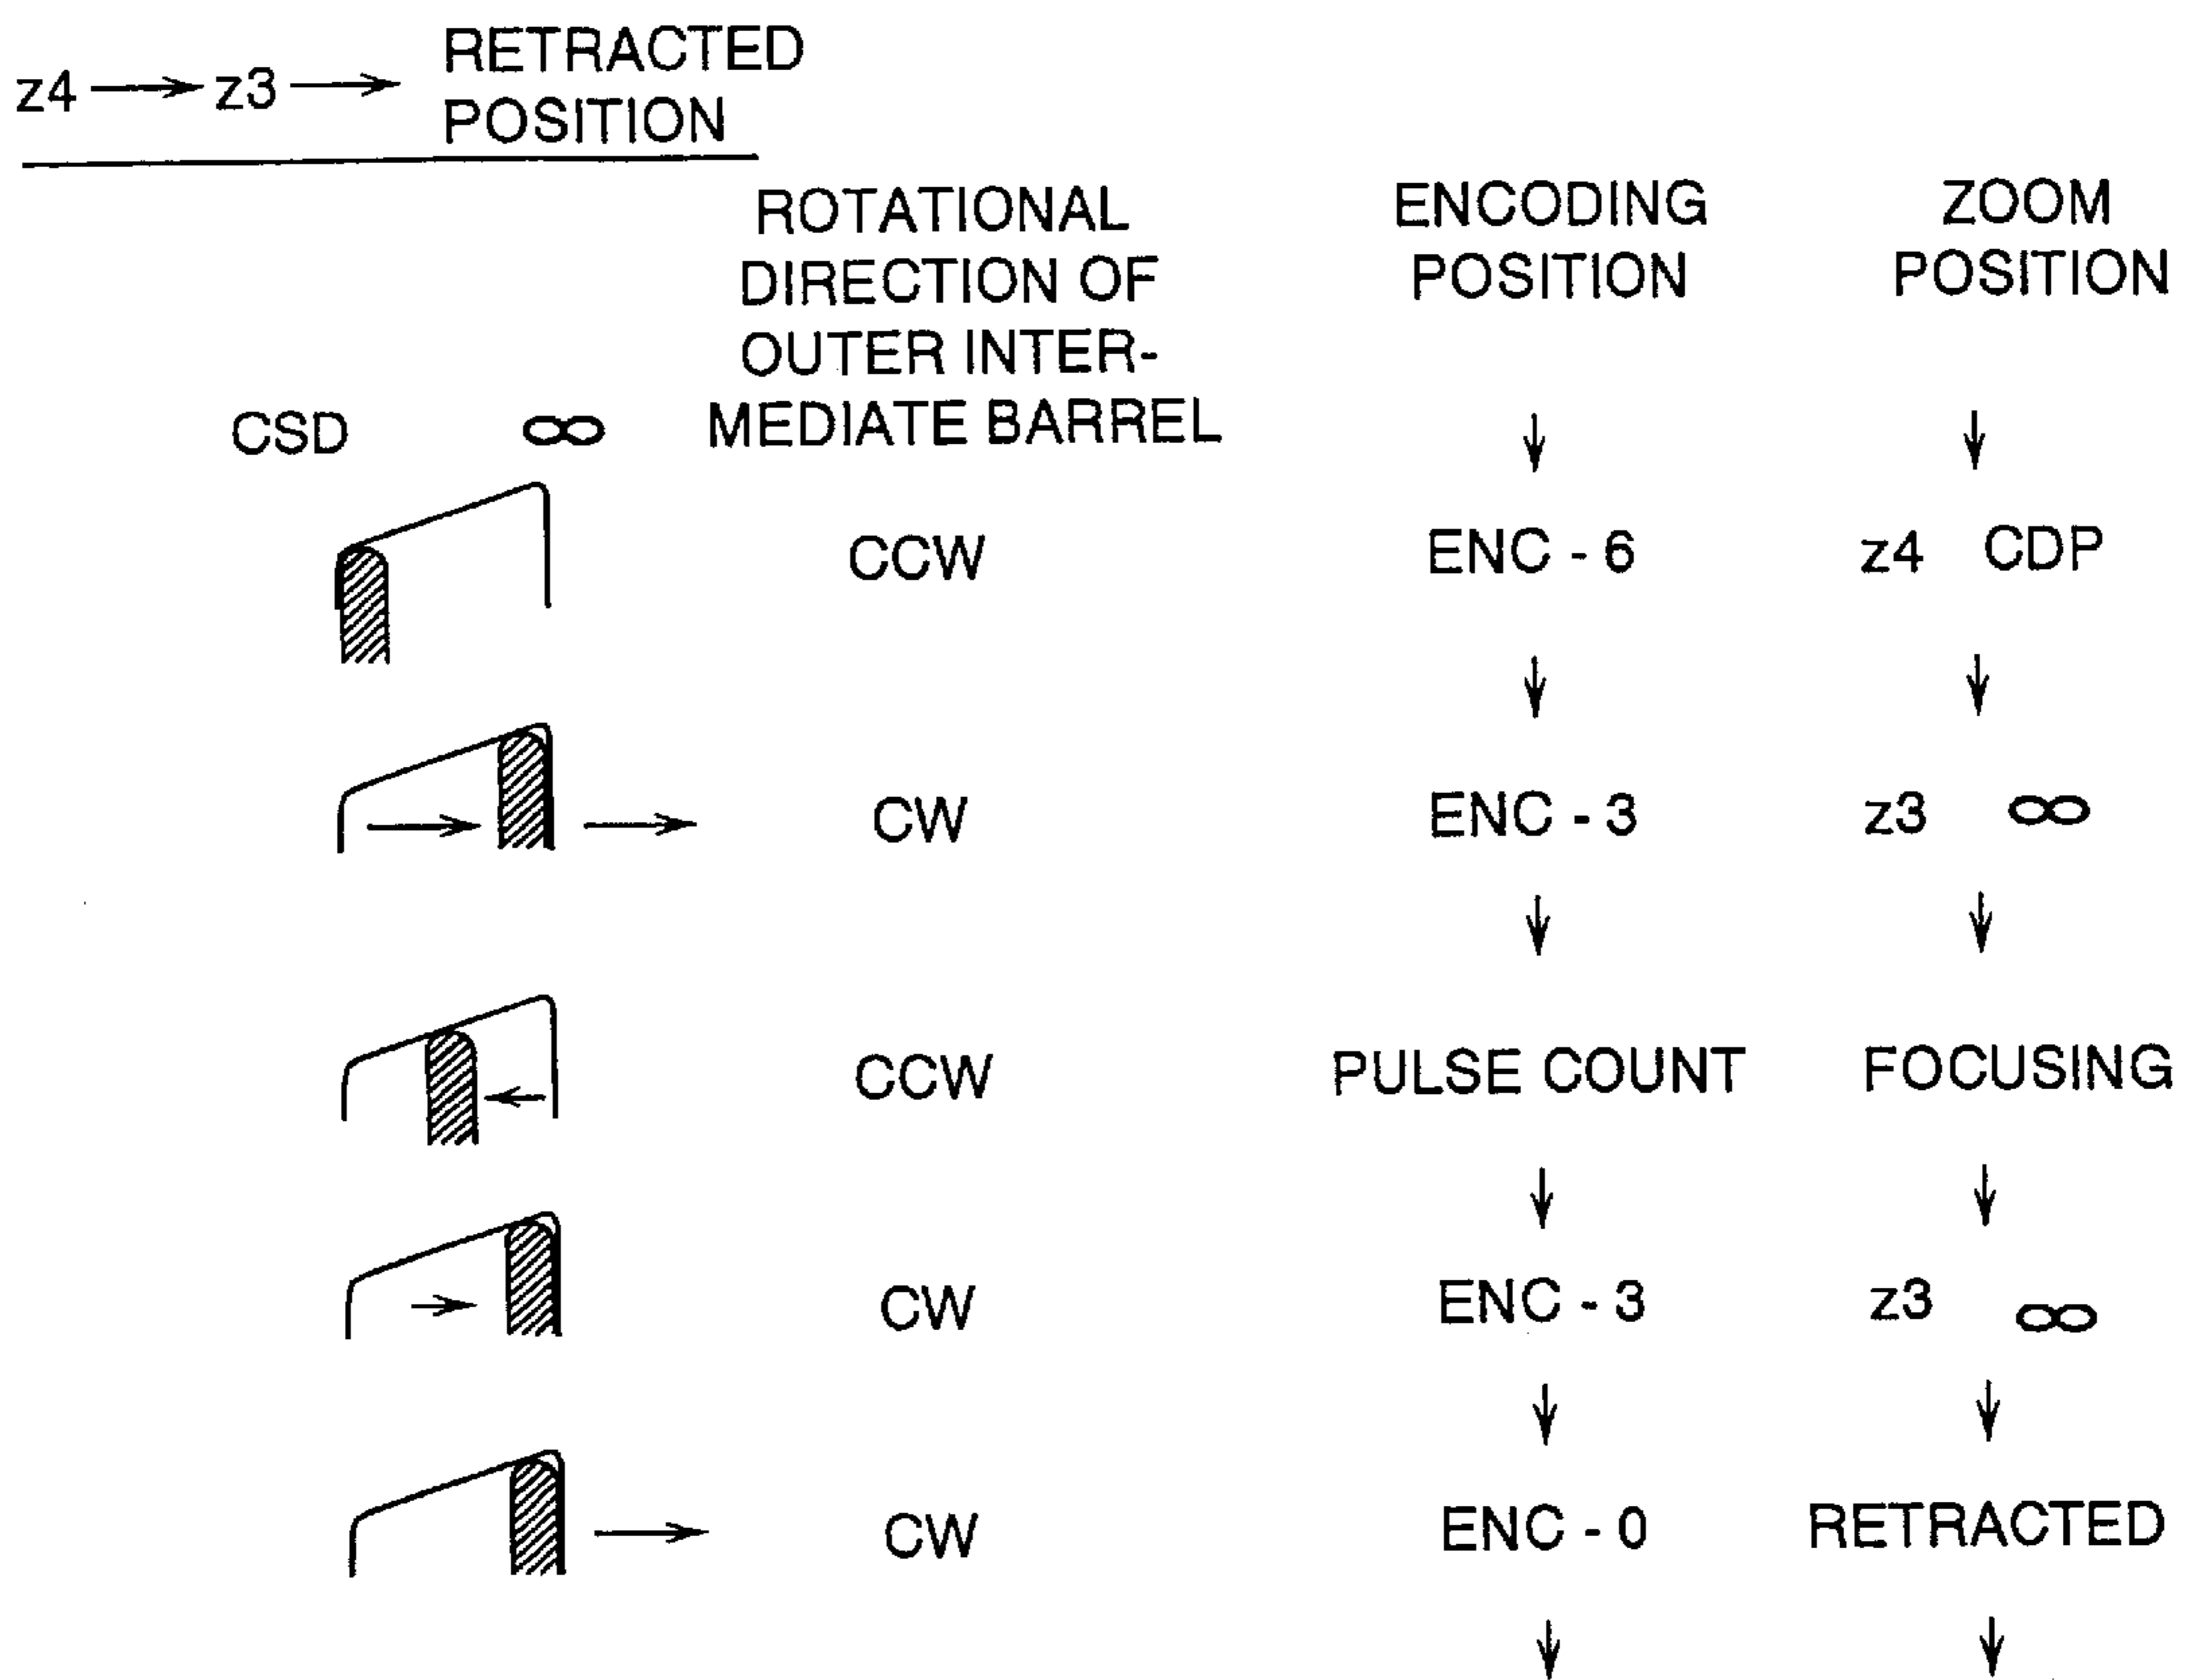 z4 → z3 → RETRACTED
POSITION
ROTATIONAL
DIRECTION OF
OUTER INTER-
MEDIATE BARREL
ENCODING
POSITION
ZOOM
POSITION
CSD ∞
↓ ↓
CCW ENC - 6 z4 CDP
↓ ↓
CW ENC - 3 z3 ∞
↓ ↓
CCW PULSE COUNT FOCUSING
↓ ↓
CW ENC - 3 z3 ∞
↓ ↓
CW ENC - 0 RETRACTED
↓ ↓